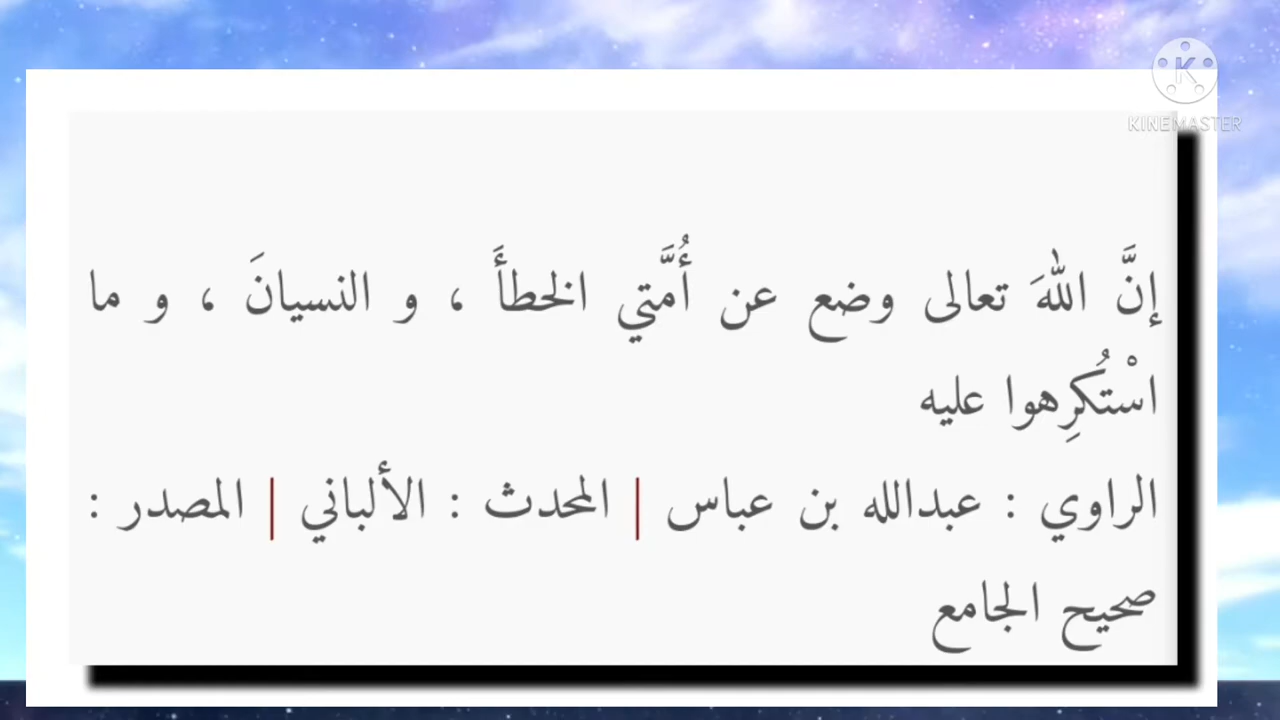 KINEMASTER
إنَّ اللهَ تعالى وضع عن أُمَّتي الخطأَ ، و النسيانَ ، و ما
اسْتُكرِهوا عليه
الراوي : عبدالله بن عباس | المحدث : الألباني | المصدر :
صحيح الجامع